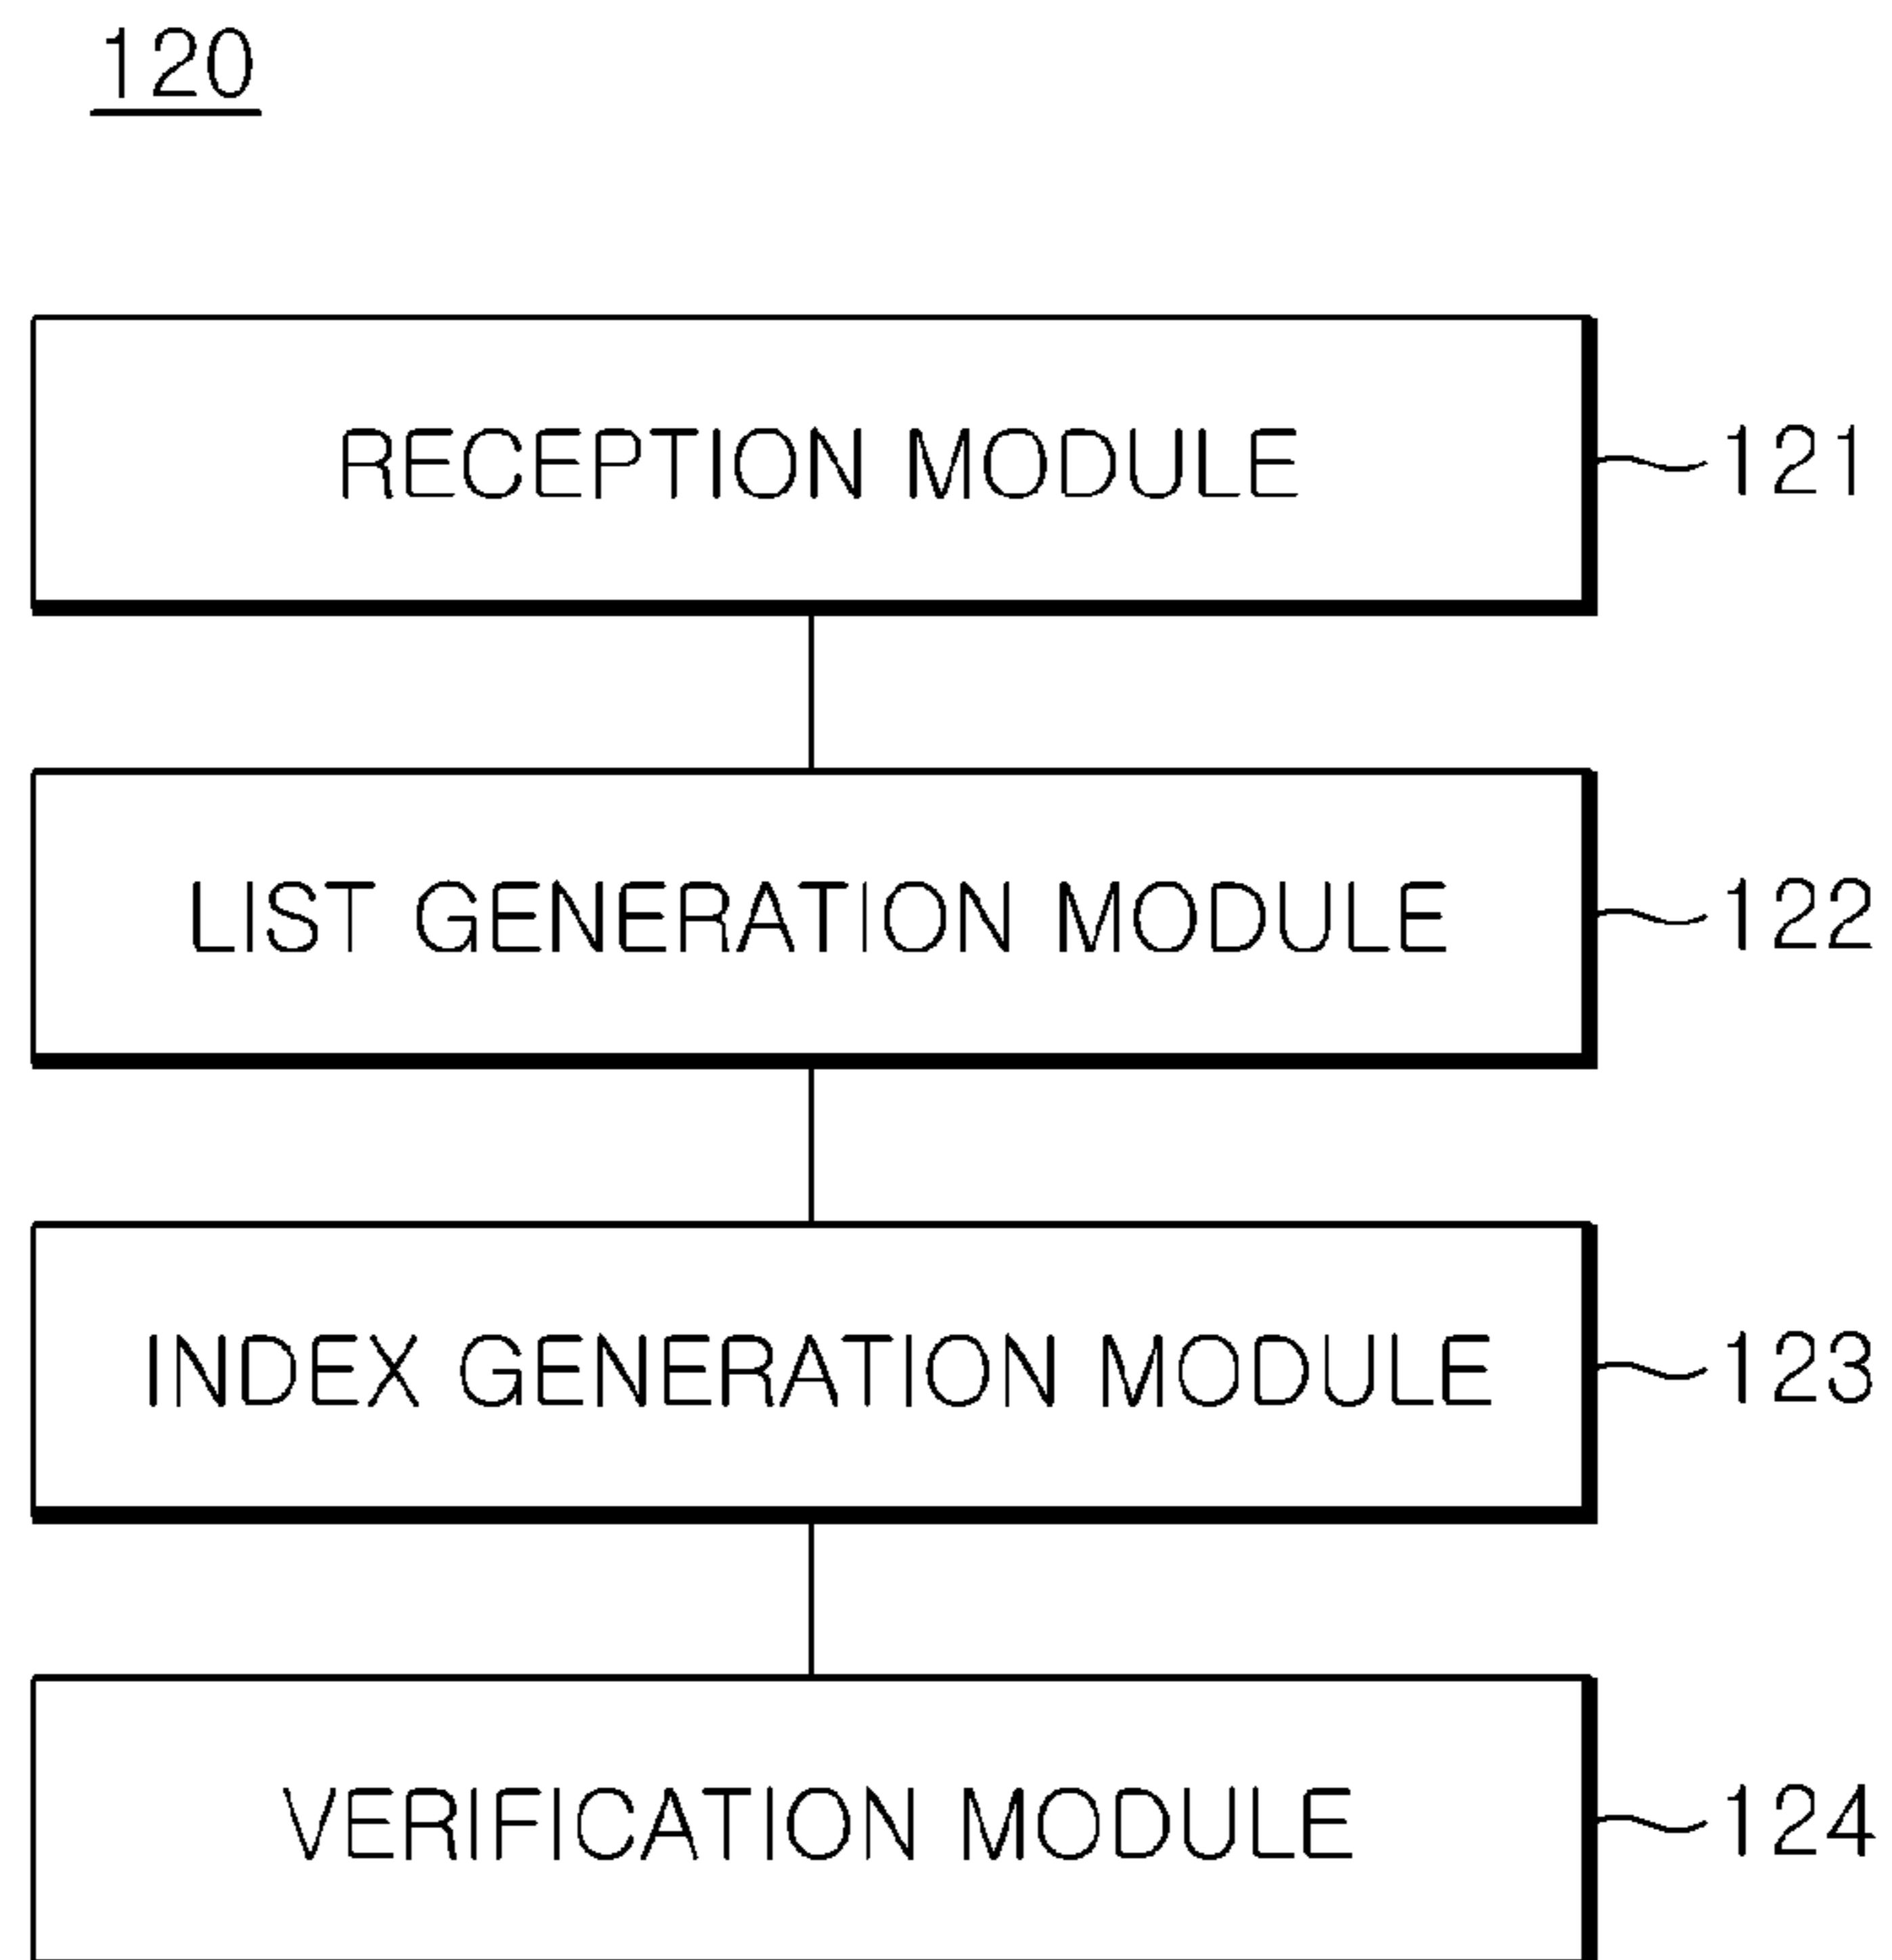 120
RECEPTION MODULE 121
LIST GENERATION MODULE 122
INDEX GENERATION MODULE 123
VERIFICATION MODULE 124